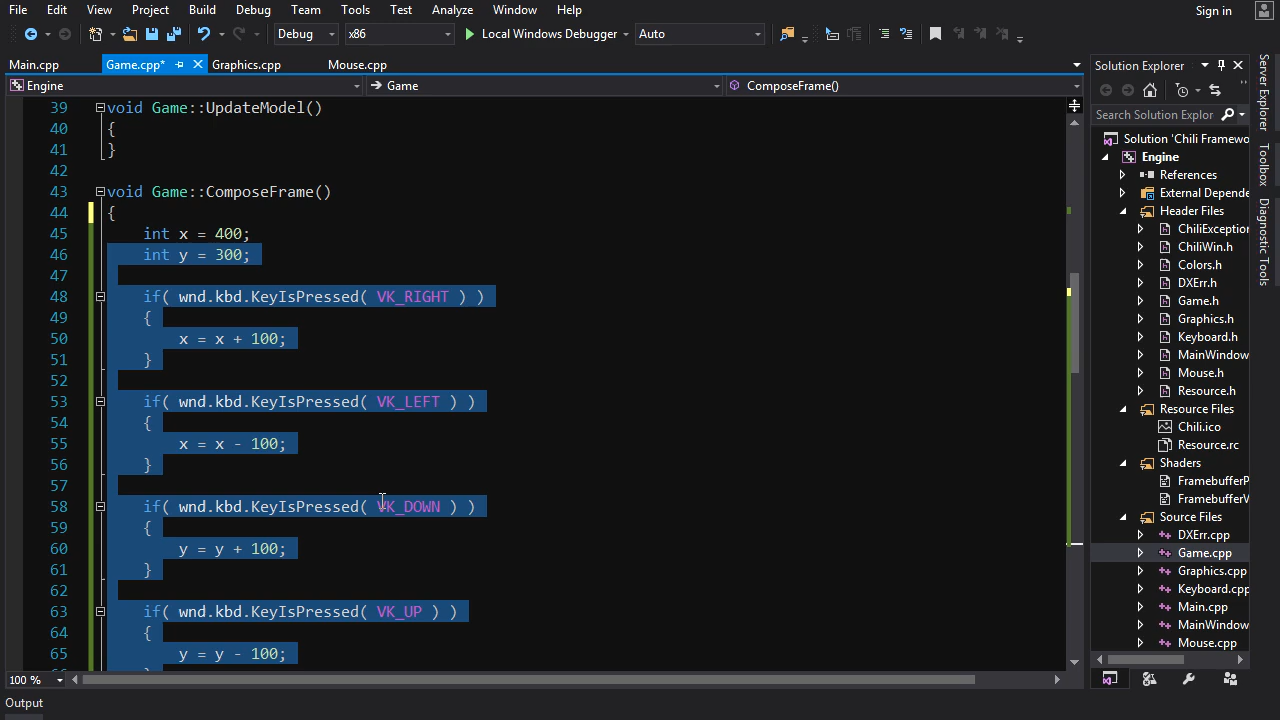 File Edit View Project Build Debug Team Tools Test Analyze Window Help Sign in
Debug x86 Local Windows Debugger Auto
Main.cpp Game.cpp* Graphics.cpp Mouse.cpp
Engine Game ComposeFrame()
39 void Game::UpdateModel()
40 {
41 }
42
43 void Game::ComposeFrame()
44 {
45 int x = 400;
46 int y = 300;
47
48 if( wnd.kbd.KeyIsPressed( VK_RIGHT ) )
49 {
50 x = x + 100;
51 }
52
53 if( wnd.kbd.KeyIsPressed( VK_LEFT ) )
54 {
55 x = x - 100;
56 }
57
58 if( wnd.kbd.KeyIsPressed( VK_DOWN ) )
59 {
60 y = y + 100;
61 }
62
63 if( wnd.kbd.KeyIsPressed( VK_UP ) )
64 {
65 y = y - 100;
100 %
Output
Solution Explorer
Search Solution Explor
Solution 'Chili Framewo
Engine
References
External Depende
Header Files
ChiliException
ChiliWin.h
Colors.h
DXErr.h
Game.h
Graphics.h
Keyboard.h
MainWindow
Mouse.h
Resource.h
Resource Files
Chili.ico
Resource.rc
Shaders
FramebufferP
FramebufferV
Source Files
DXErr.cpp
Game.cpp
Graphics.cpp
Keyboard.cpp
Main.cpp
MainWindow
Mouse.cpp
Server Explorer
Toolbox
Diagnostic Tools